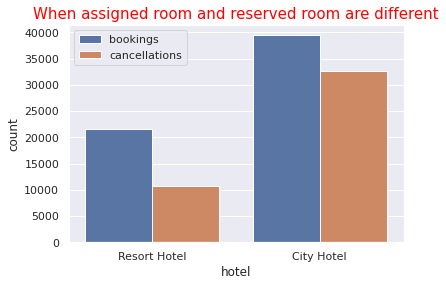 When assigned room and reserved room are different
bookings
cancellations
40000
35000
30000
25000
20000
15000
10000
5000
0
count
Resort Hotel
City Hotel
hotel